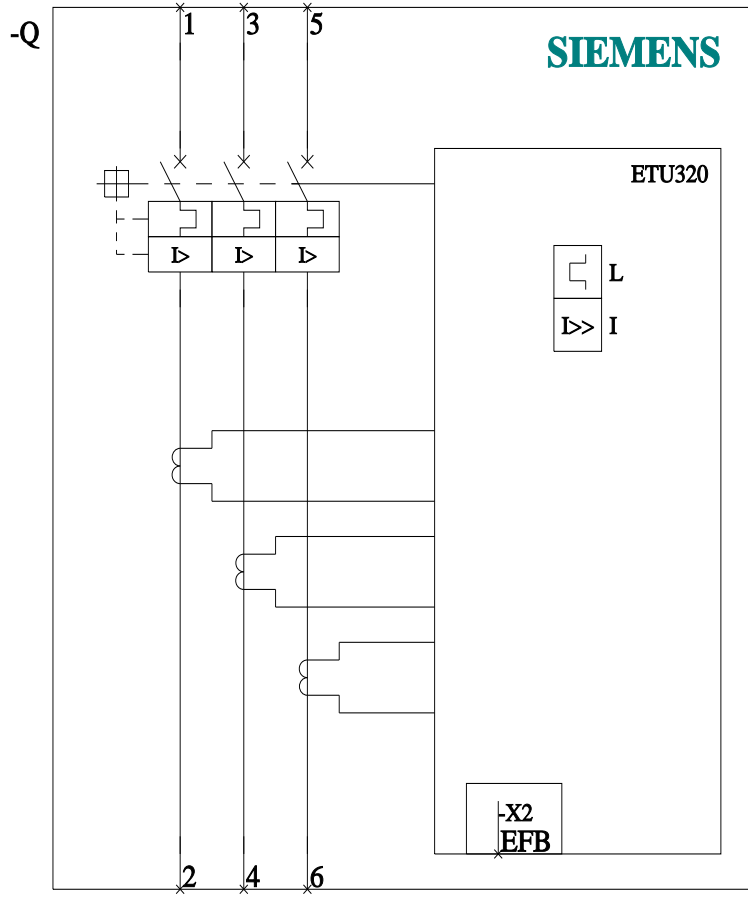 -Q
1 3 5
SIEMENS
ETU320
I> I> I>
L
I>> I
-X2
EFB
2 4 6